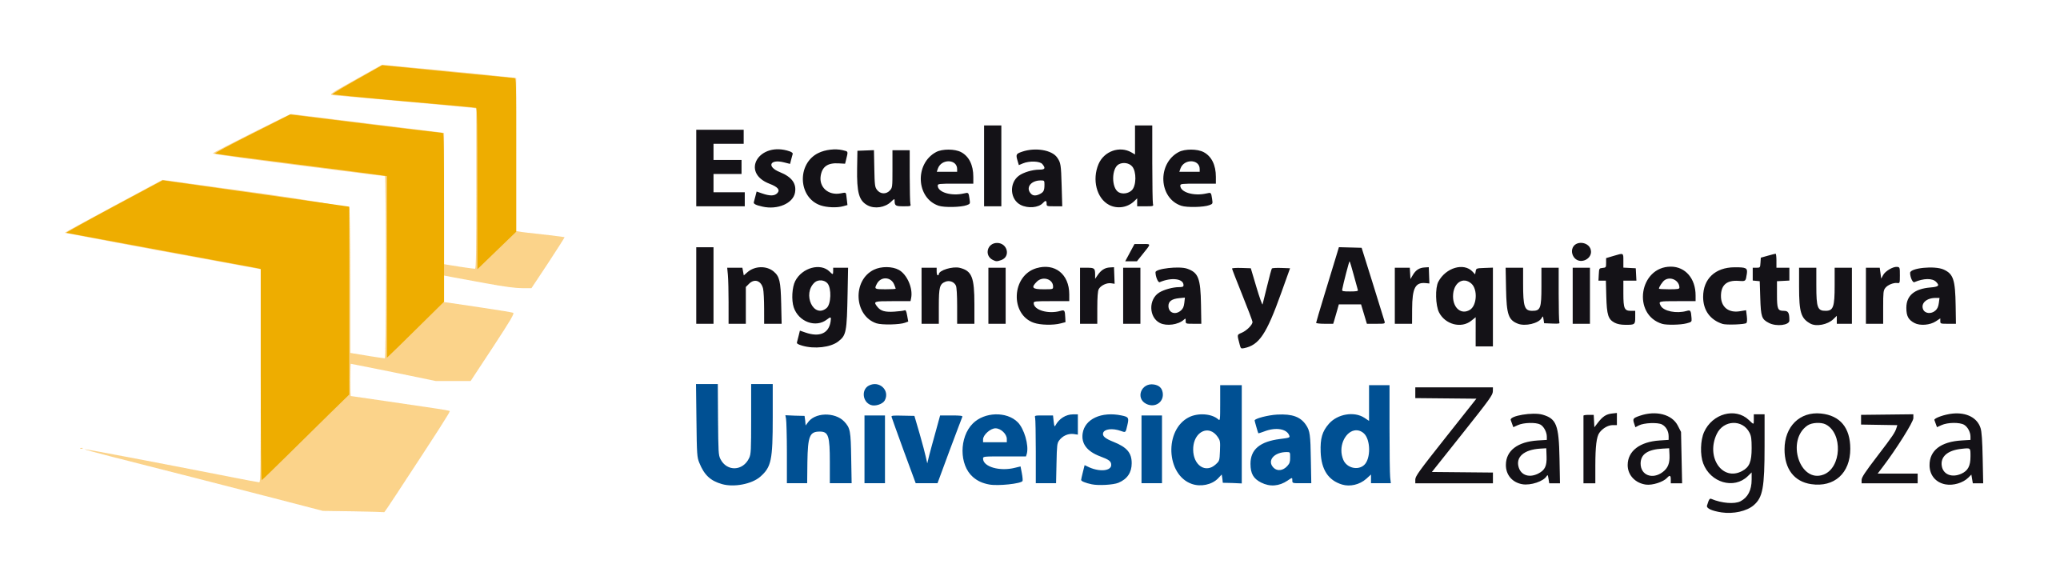 Escuela de
Ingeniería y Arquitectura
Universidad Zaragoza